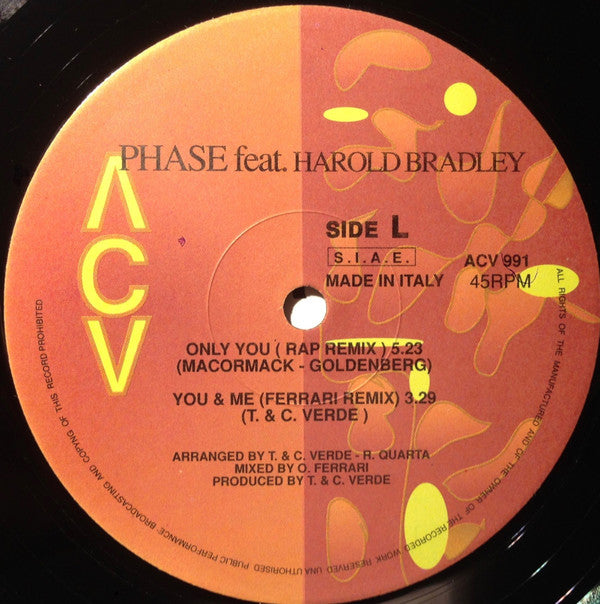 PHASE feat. HAROLD BRADLEY
ΛCV
SIDE L
S.I.A.E.
MADE IN ITALY
ACV 991
45RPM
ONLY YOU ( RAP REMIX ) 5.23
(MACORMACK - GOLDENBERG)
YOU & ME (FERRARI REMIX) 3.29
(T. & C. VERDE )
ARRANGED BY T. & C. VERDE - R. QUARTA
MIXED BY O. FERRARI
PRODUCED BY T. & C. VERDE
ALL RIGHTS OF THE MANUFACTURED AND OF THE OWNER OF THE RECORDED WORK RESERVED UNAUTHORISED PUBLIC PERFORMANCE BROADCASTING AND COPYNG OF THIS RECORD PROHIBITED